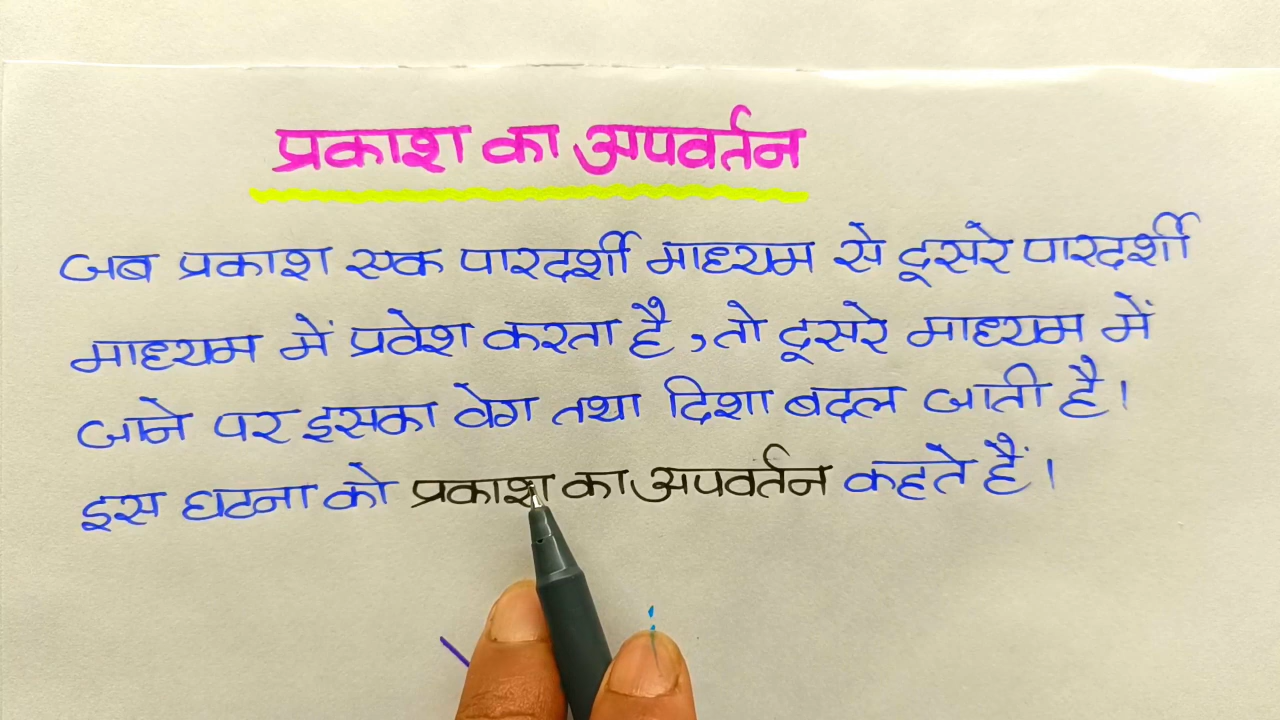 प्रकाश का अपवर्तन
जब प्रकाश एक पारदर्शी माध्यम से दूसरे पारदर्शी
माध्यम में प्रवेश करता है, तो दूसरे माध्यम में
जाने पर इसका वेग तथा दिशा बदल जाती है।
इस घटना को प्रकाश का अपवर्तन कहते हैं।